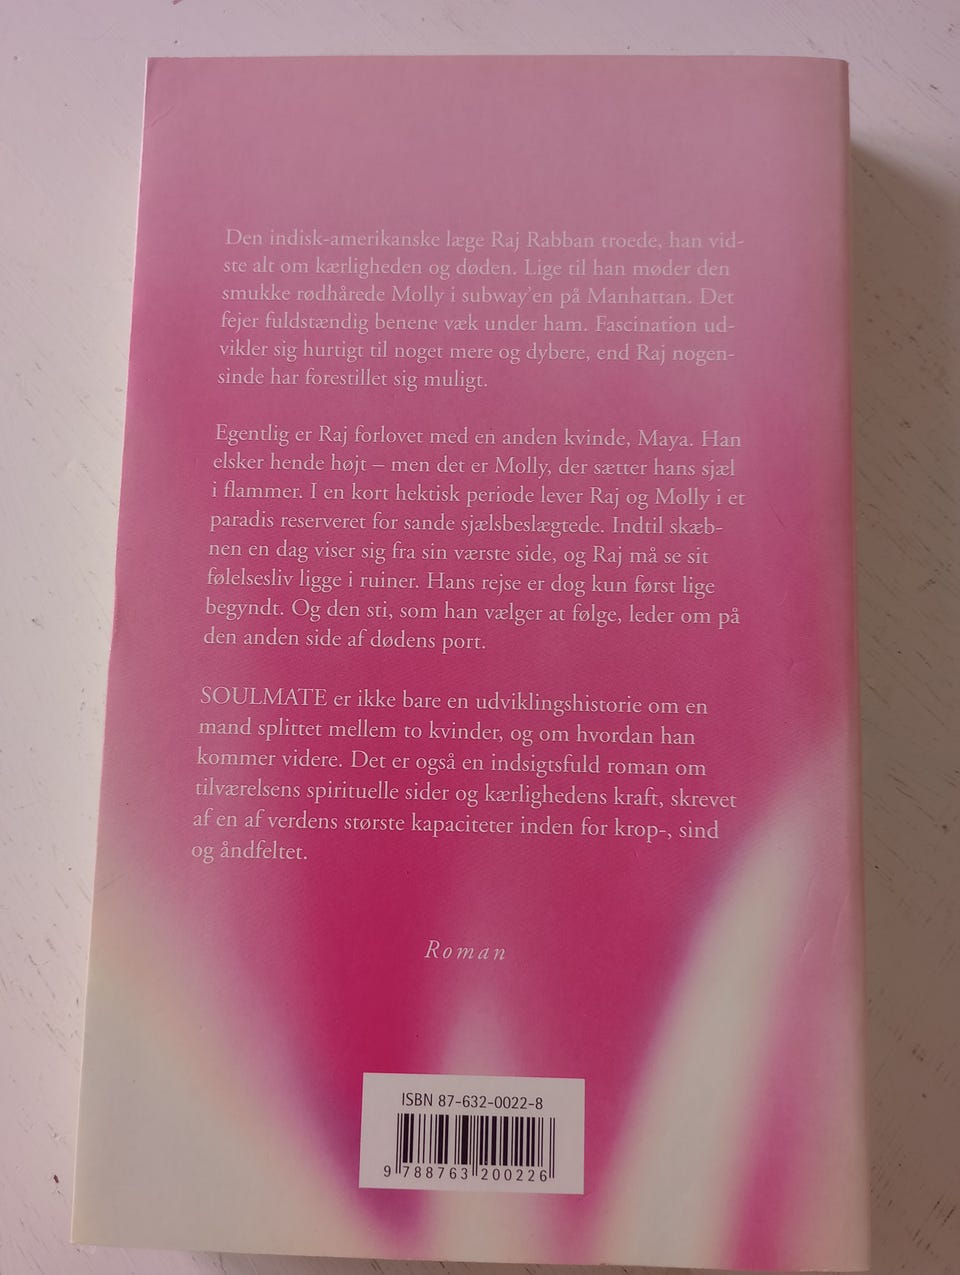 Den indisk-amerikanske læge Raj Rabban troede, han vid-
ste alt om kærligheden og døden. Lige til han møder den
smukke rødhårede Molly i subway'en på Manhattan. Det
fejer fuldstændig benene væk under ham. Fascination ud-
vikler sig hurtigt til noget mere og dybere, end Raj nogen-
sinde har forestillet sig muligt.
Egentlig er Raj forlovet med en anden kvinde, Maya. Han
elsker hende højt – men det er Molly, der sætter hans sjæl
i flammer. I en kort hektisk periode lever Raj og Molly i et
paradis reserveret for sande sjælsbeslægtede. Indtil skæb-
nen en dag viser sig fra sin værste side, og Raj må se sit
følelsesliv ligge i ruiner. Hans rejse er dog kun først lige
begyndt. Og den sti, som han vælger at følge, leder om på
den anden side af dødens port.
SOULMATE er ikke bare en udviklingshistorie om en
mand splittet mellem to kvinder, og om hvordan han
kommer videre. Det er også en indsigtsfuld roman om
tilværelsens spirituelle sider og kærlighedens kraft, skrevet
af en af verdens største kapaciteter inden for krop-, sind
og åndfeltet.
Roman
ISBN 87-632-0022-8
9 788763 200226